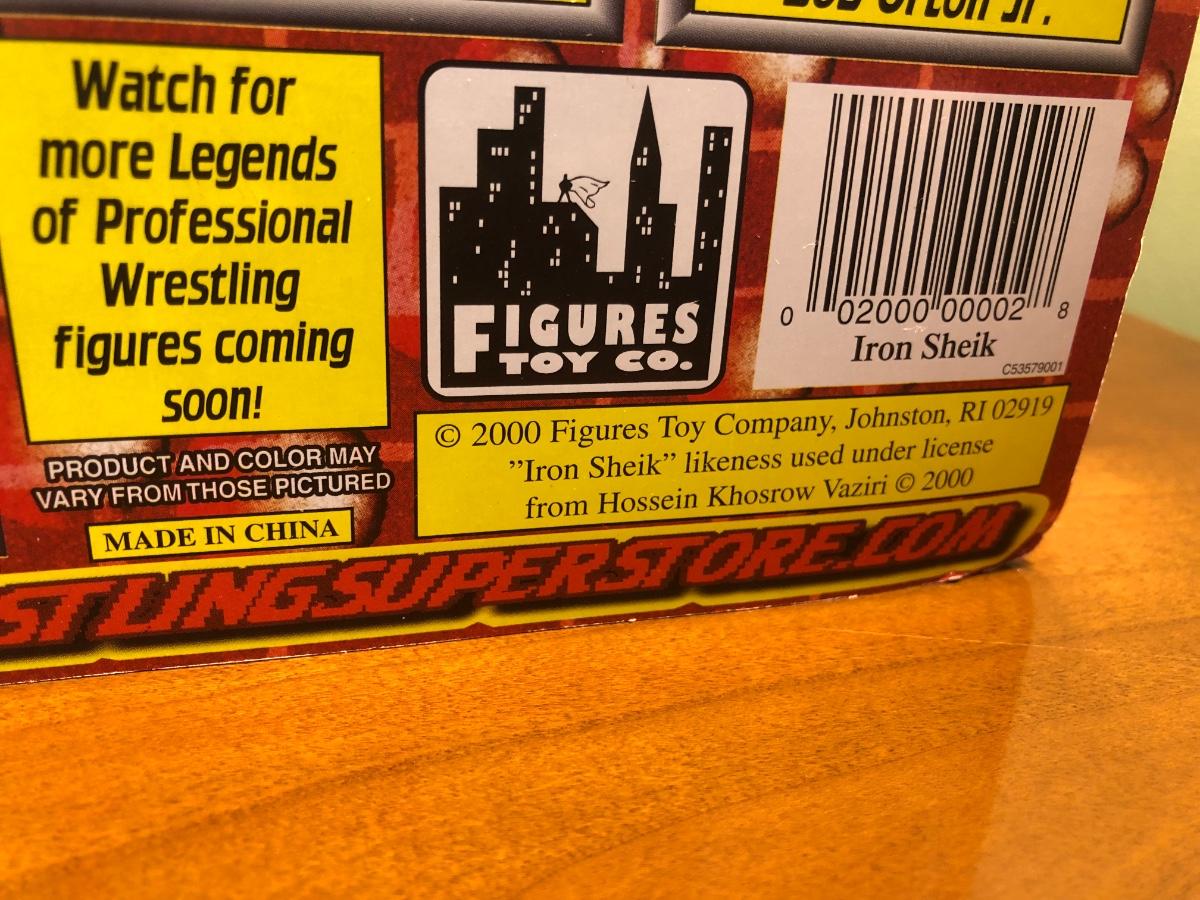 Orton Jr.
Watch for
more Legends
of Professional
Wrestling
figures coming
soon!
PRODUCT AND COLOR MAY
VARY FROM THOSE PICTURED
MADE IN CHINA
FIGURES
TOY CO.
0 02000 00002 8
Iron Sheik
C53579001
© 2000 Figures Toy Company, Johnston, RI 02919
”Iron Sheik” likeness used under license
from Hossein Khosrow Vaziri © 2000
STLINGSUPERSTORE.COM